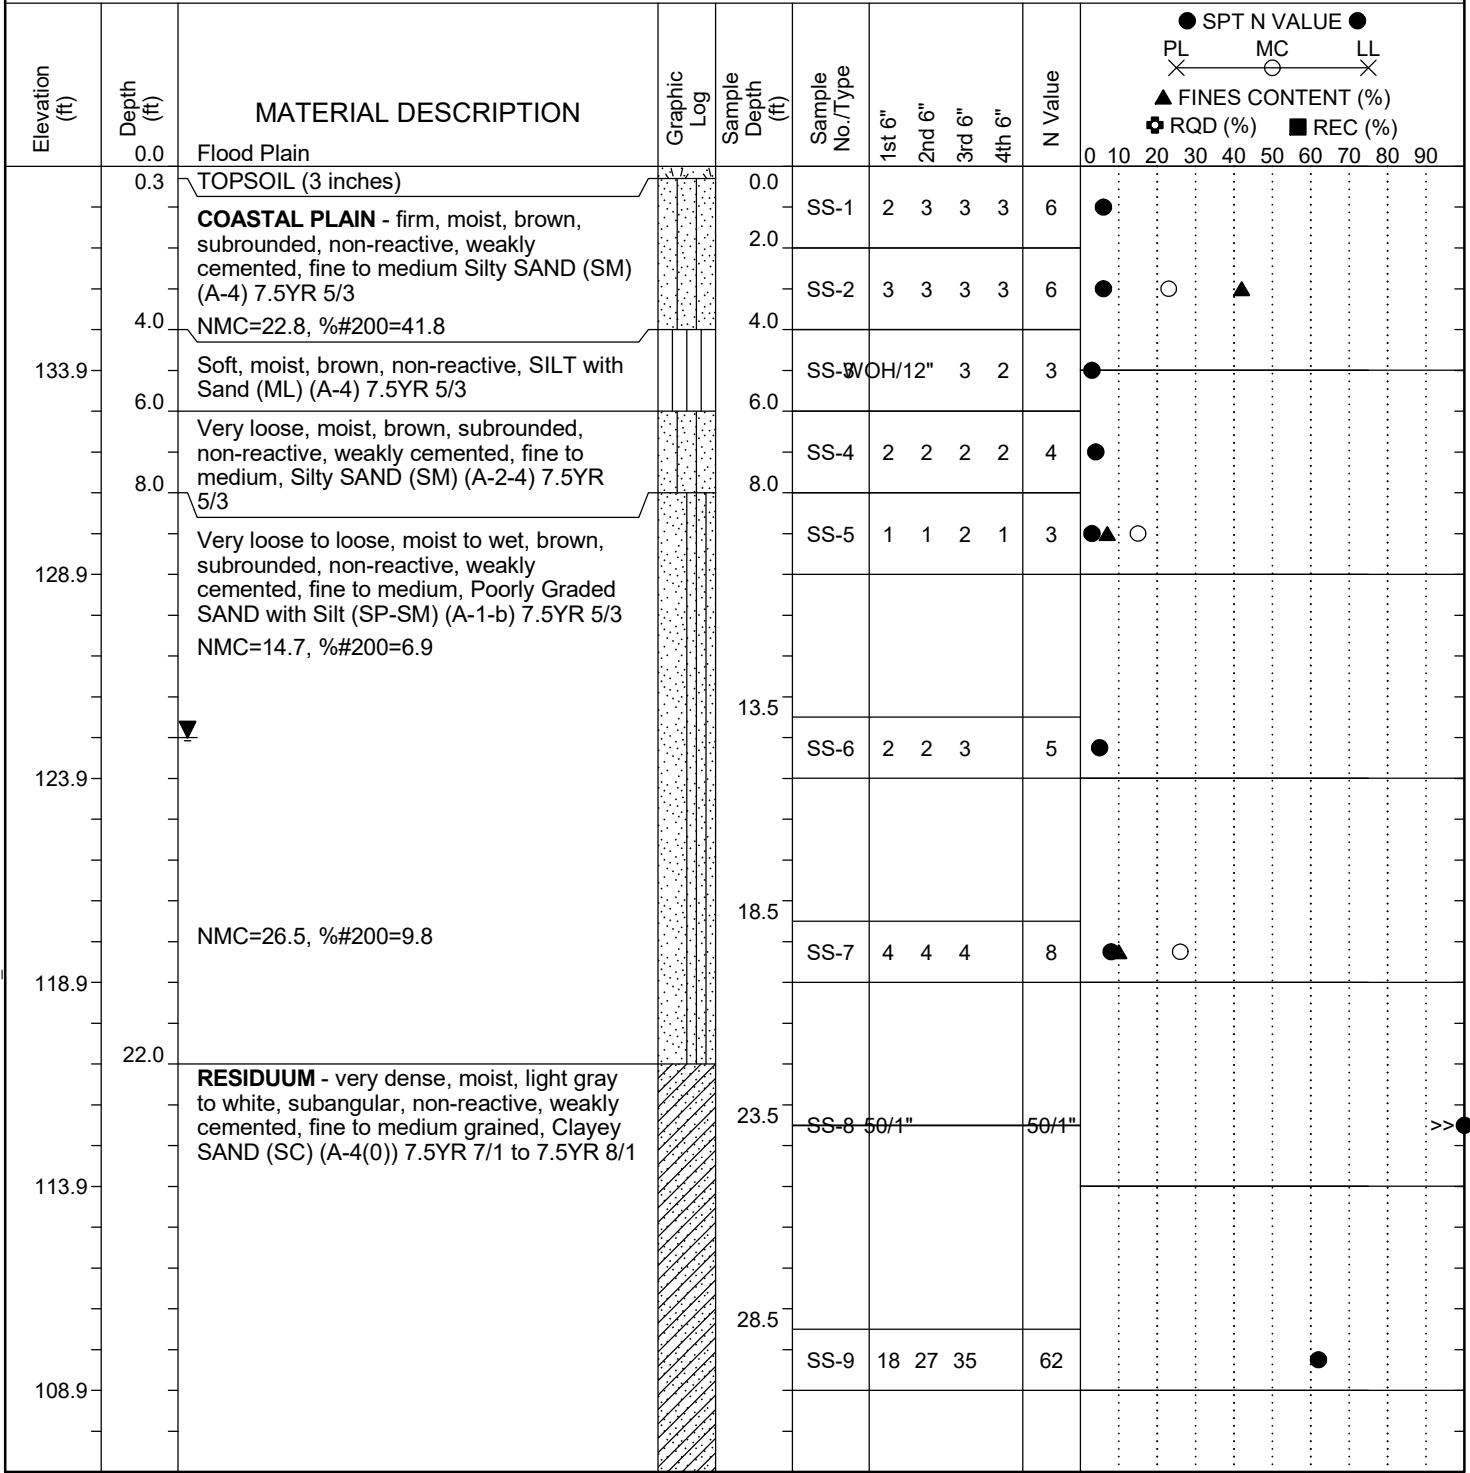 ● SPT N VALUE ●
PL MC LL
▲ FINES CONTENT (%)
RQD (%) ■ REC (%)
Elevation (ft)
Depth (ft)
MATERIAL DESCRIPTION
Graphic Log
Sample Depth (ft)
Sample No./Type
1st 6"
2nd 6"
3rd 6"
4th 6"
N Value
0 10 20 30 40 50 60 70 80 90
0.0 Flood Plain
0.3 TOPSOIL (3 inches) 0.0
COASTAL PLAIN - firm, moist, brown,
SS-1 2 3 3 3 6
subrounded, non-reactive, weakly 2.0
cemented, fine to medium Silty SAND (SM)
(A-4) 7.5YR 5/3
SS-2 3 3 3 3 6
4.0 NMC=22.8, %#200=41.8 4.0
Soft, moist, brown, non-reactive, SILT with
133.9 SS-3 WOH/12" 3 2 3
Sand (ML) (A-4) 7.5YR 5/3
6.0 6.0
Very loose, moist, brown, subrounded,
non-reactive, weakly cemented, fine to
SS-4 2 2 2 2 4
medium, Silty SAND (SM) (A-2-4) 7.5YR
8.0 8.0
5/3
Very loose to loose, moist to wet, brown,
SS-5 1 1 2 1 3
subrounded, non-reactive, weakly
128.9 cemented, fine to medium, Poorly Graded
SAND with Silt (SP-SM) (A-1-b) 7.5YR 5/3
NMC=14.7, %#200=6.9
13.5
SS-6 2 2 3 5
123.9
18.5
NMC=26.5, %#200=9.8
SS-7 4 4 4 8
118.9
22.0
RESIDUUM - very dense, moist, light gray
to white, subangular, non-reactive, weakly
23.5
cemented, fine to medium grained, Clayey
SS-8 50/1" 50/1" >>
SAND (SC) (A-4(0)) 7.5YR 7/1 to 7.5YR 8/1
113.9
28.5
SS-9 18 27 35 62
108.9